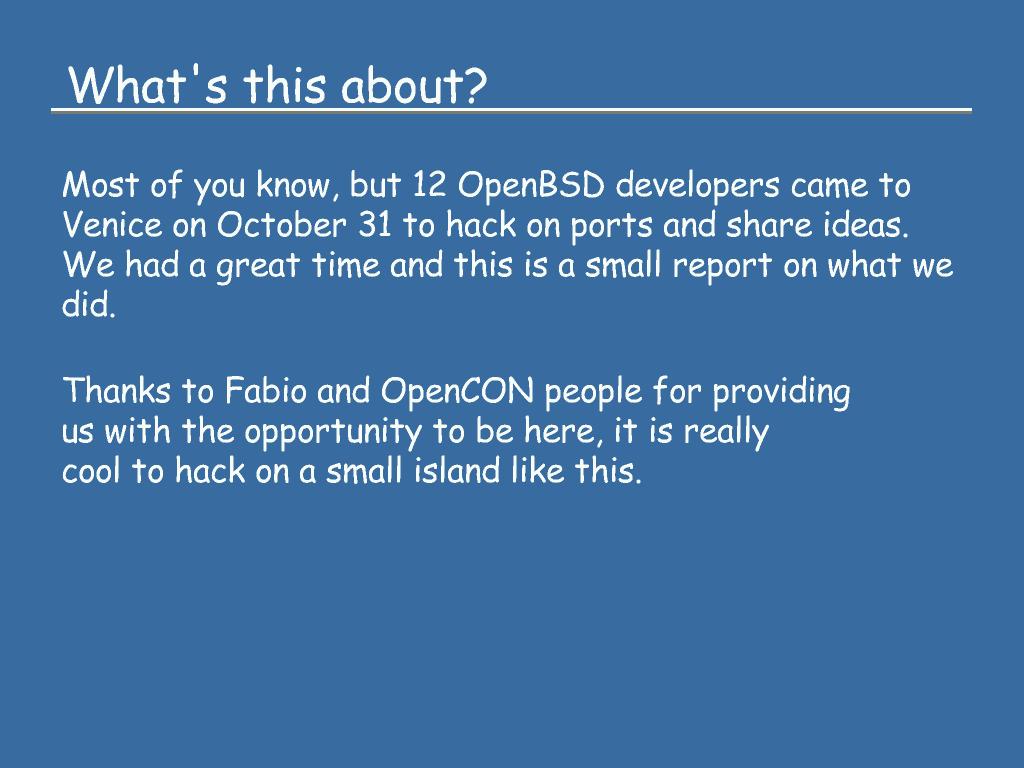 What's this about?
Most of you know, but 12 OpenBSD developers came to
Venice on October 31 to hack on ports and share ideas.
We had a great time and this is a small report on what we
did.
Thanks to Fabio and OpenCON people for providing
us with the opportunity to be here, it is really
cool to hack on a small island like this.